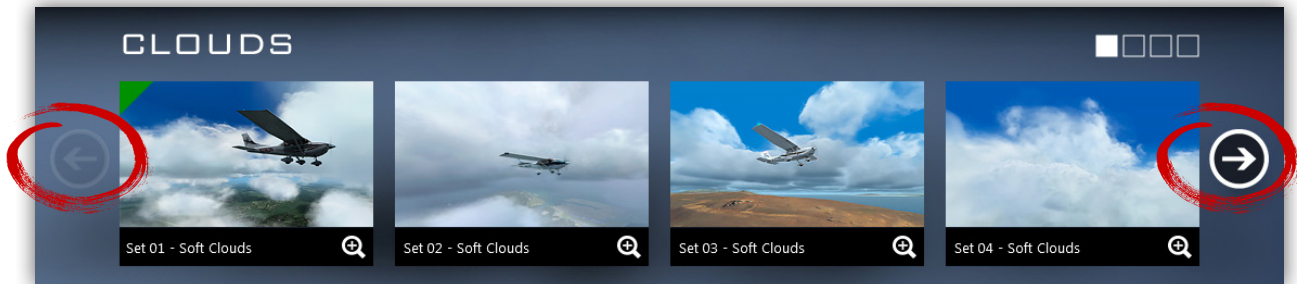 CLOUDS
Set 01 - Soft Clouds
Set 02 - Soft Clouds
Set 03 - Soft Clouds
Set 04 - Soft Clouds